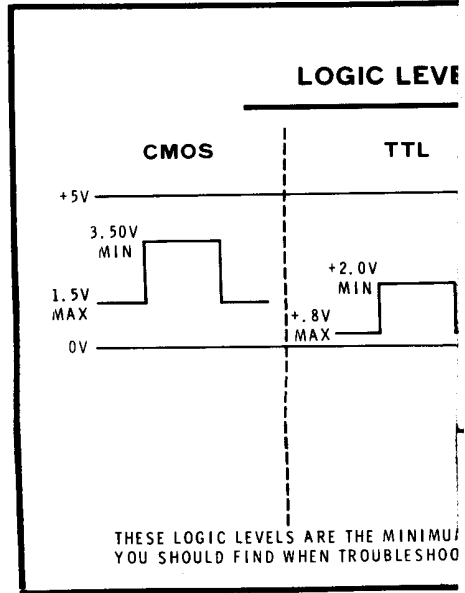 LOGIC LEVE
CMOS
TTL
+5V
3.50V
MIN
1.5V
MAX
0V
+2.0V
MIN
+.8V
MAX
THESE LOGIC LEVELS ARE THE MINIMU
YOU SHOULD FIND WHEN TROUBLESHOO